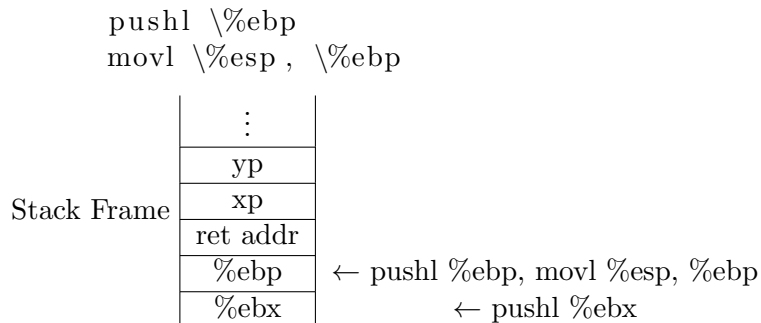 pushl \%ebp
movl \%esp , \%ebp
⋮
yp
Stack Frame xp
ret addr
%ebp ← pushl %ebp, movl %esp, %ebp
%ebx ← pushl %ebx